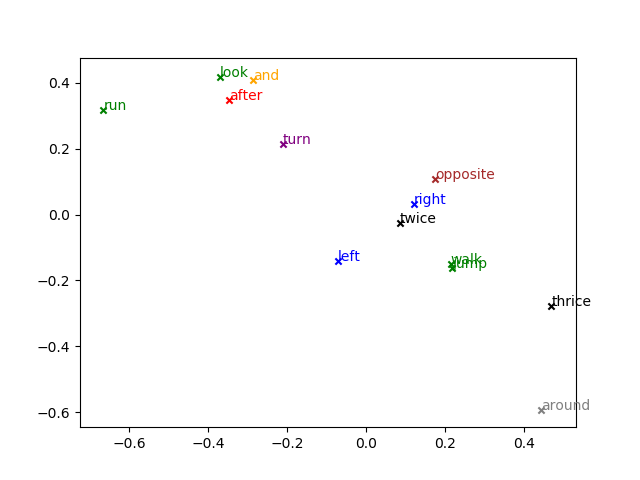 look
and
after
run
turn
opposite
right
twice
left
walk
jump
thrice
around
0.4
0.2
0.0
−0.2
−0.4
−0.6
−0.6 −0.4 −0.2 0.0 0.2 0.4